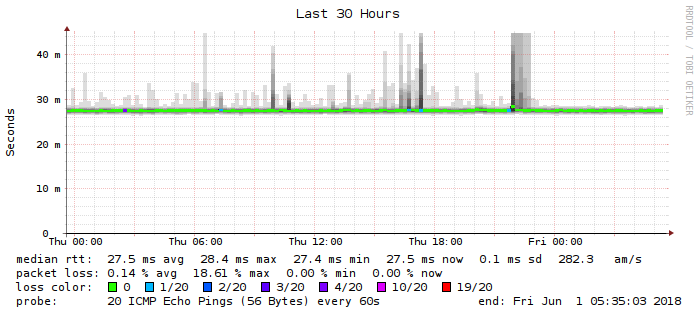 Last 30 Hours
RRDTOOL / TOBI OETIKER
Seconds
40 m
30 m
20 m
10 m
0
Thu 00:00 Thu 06:00 Thu 12:00 Thu 18:00 Fri 00:00
median rtt: 27.5 ms avg 28.4 ms max 27.4 ms min 27.5 ms now 0.1 ms sd 282.3 am/s
packet loss: 0.14 % avg 18.61 % max 0.00 % min 0.00 % now
loss color: 0 1/20 2/20 3/20 4/20 10/20 19/20
probe: 20 ICMP Echo Pings (56 Bytes) every 60s end: Fri Jun 1 05:35:03 2018